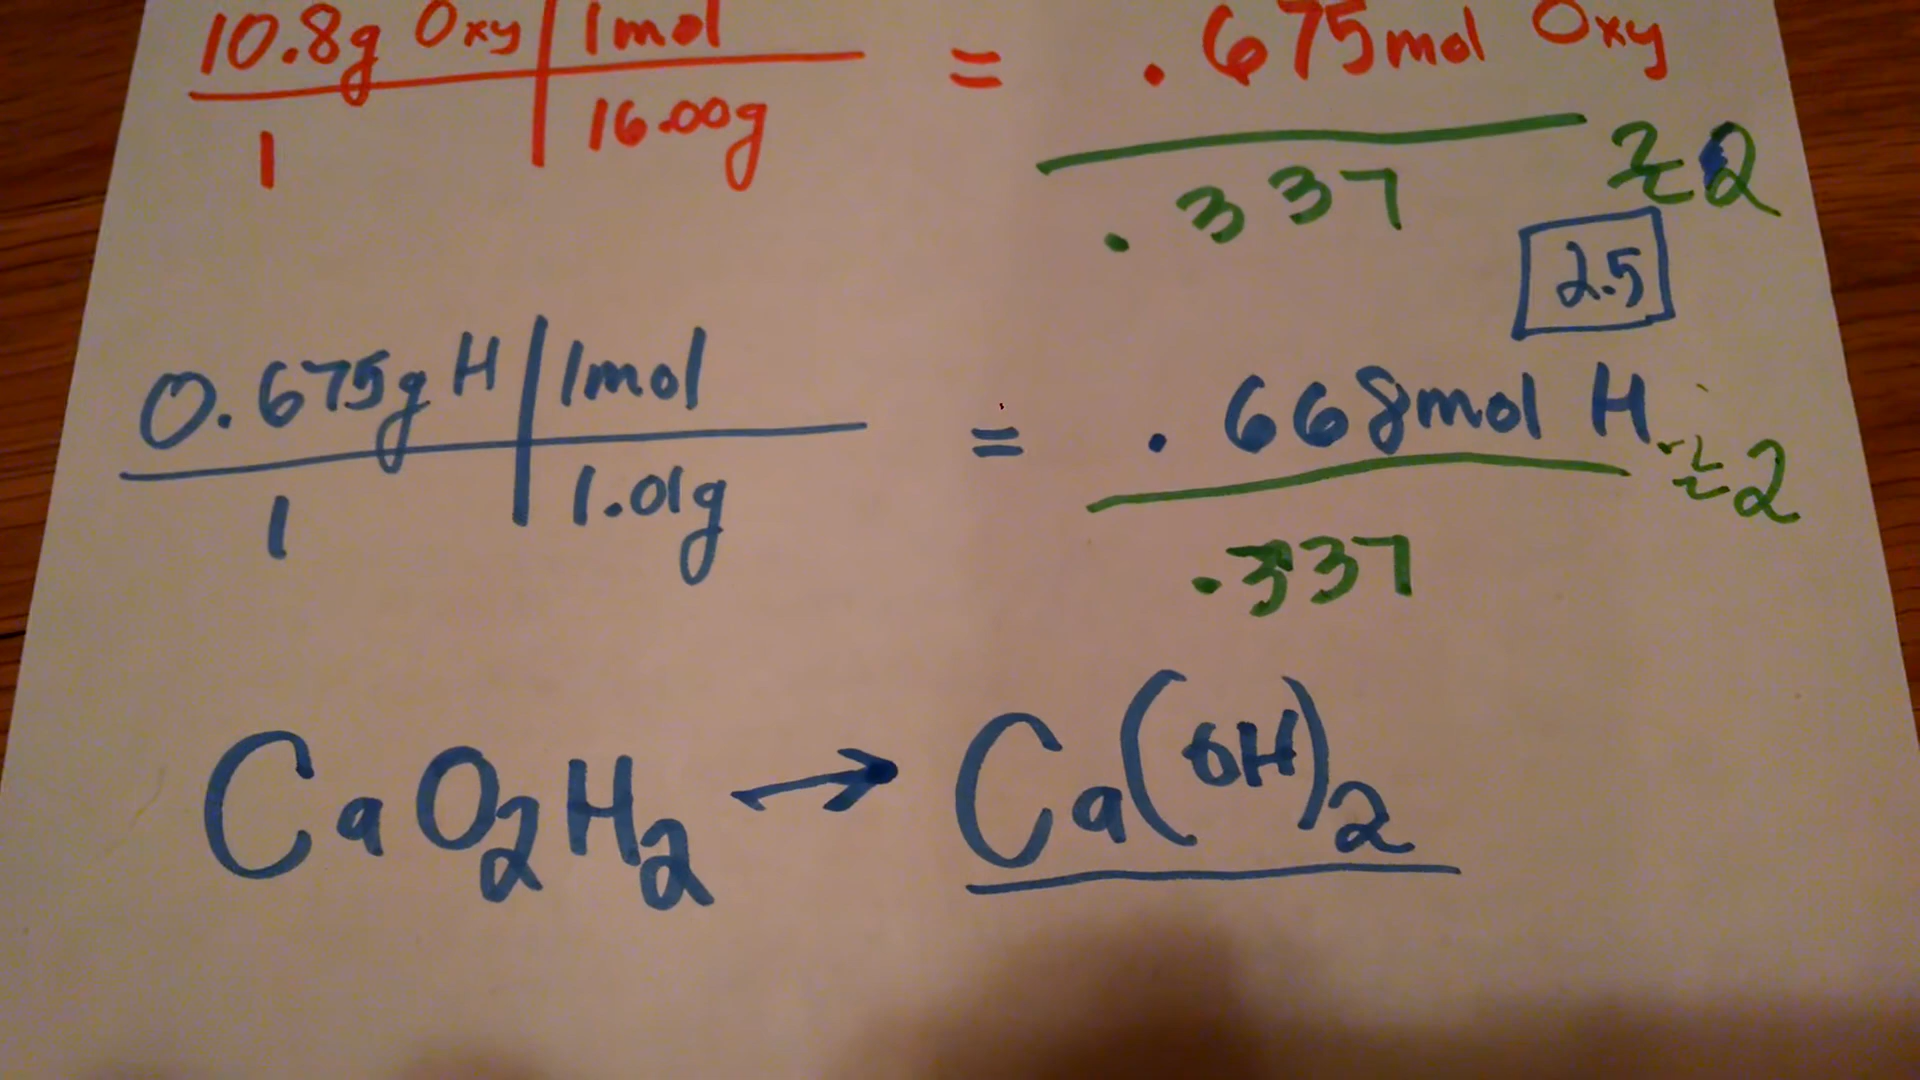 10.8g Oxy 1mol = .675mol Oxy
1 16.00g .337 ≈2
2.5
0.675g H 1mol = .668mol H ≈2
1 1.01g .337
CaO2H2 → Ca(OH)2